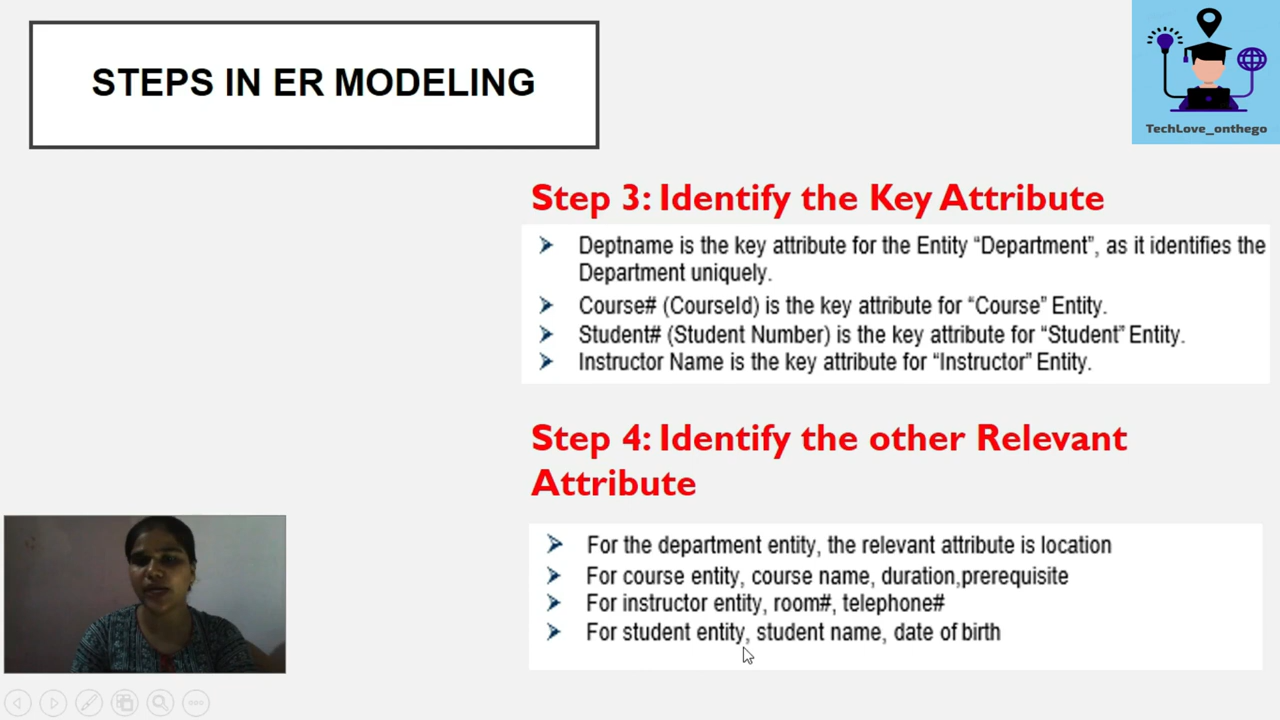 STEPS IN ER MODELING
TechLove_onthego
Step 3: Identify the Key Attribute
Deptname is the key attribute for the Entity “Department”, as it identifies the
Department uniquely.
Course# (CourseId) is the key attribute for “Course” Entity.
Student# (Student Number) is the key attribute for “Student” Entity.
Instructor Name is the key attribute for “Instructor” Entity.
Step 4: Identify the other Relevant
Attribute
For the department entity, the relevant attribute is location
For course entity, course name, duration,prerequisite
For instructor entity, room#, telephone#
For student entity, student name, date of birth